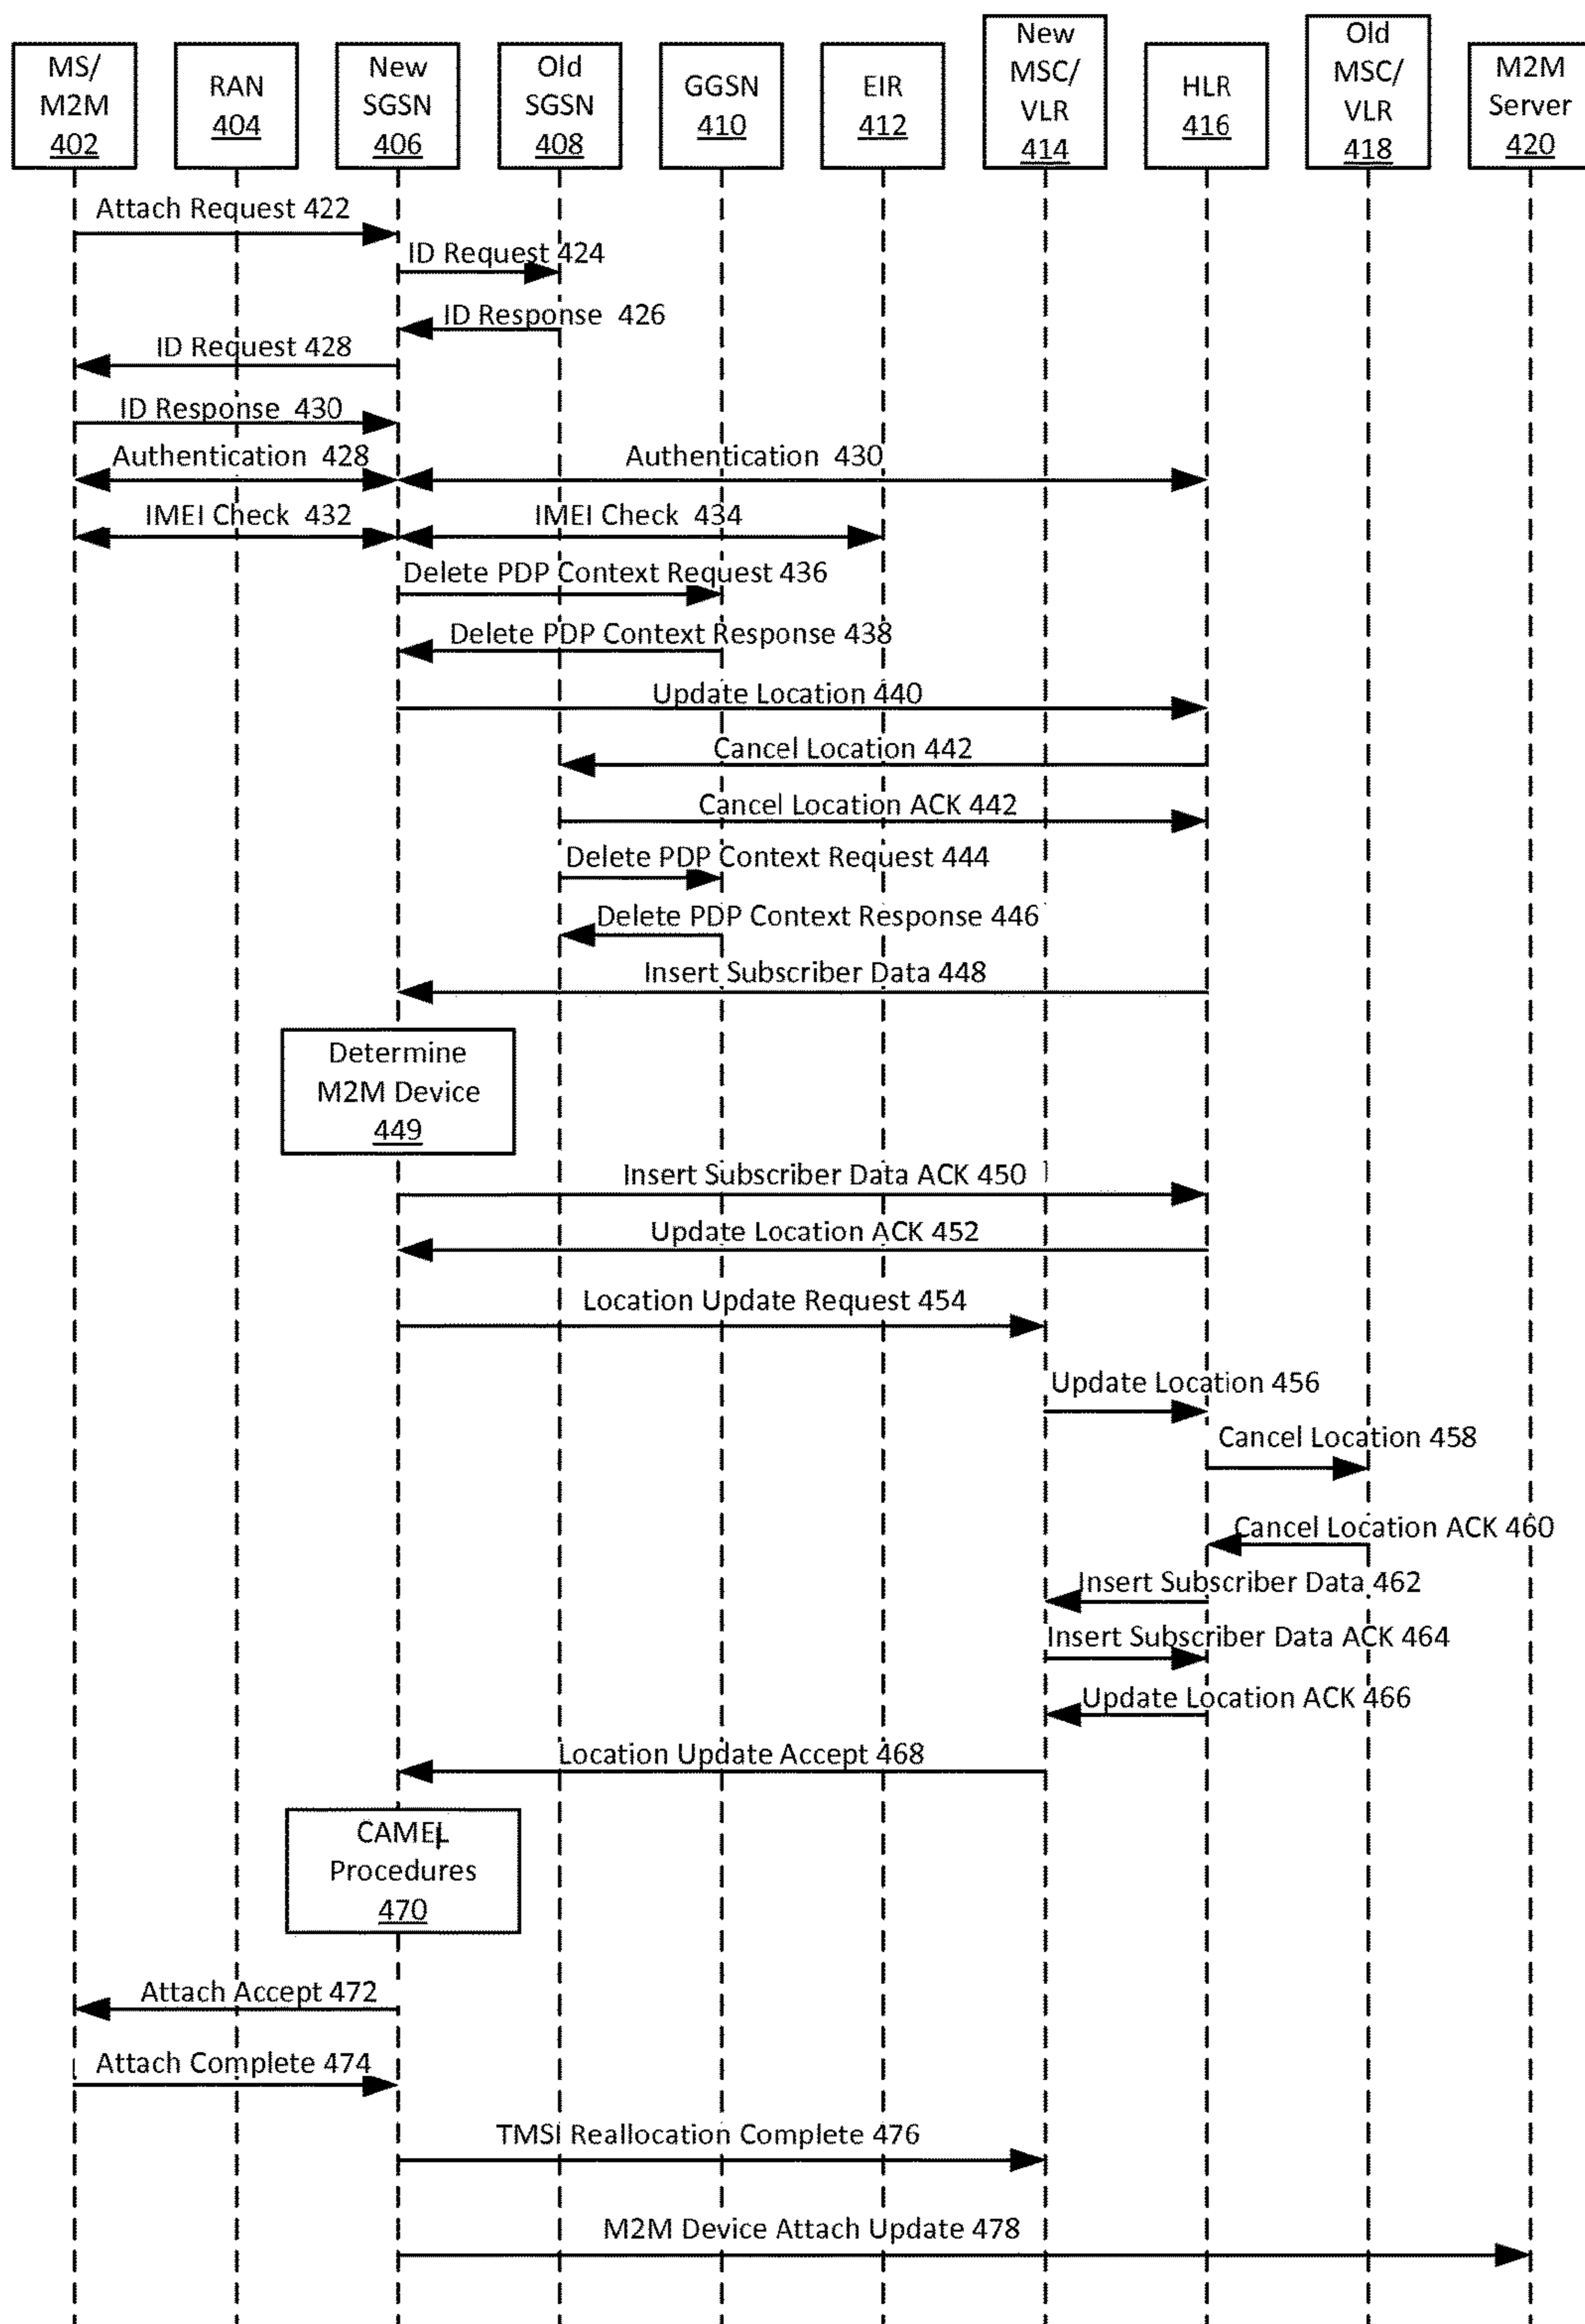 MS/
M2M
402
RAN
404
New
SGSN
406
Old
SGSN
408
GGSN
410
EIR
412
New
MSC/
VLR
414
HLR
416
Old
MSC/
VLR
418
M2M
Server
420
Attach Request 422
ID Request 424
ID Response 426
ID Request 428
ID Response 430
Authentication 428
Authentication 430
IMEI Check 432
IMEI Check 434
Delete PDP Context Request 436
Delete PDP Context Response 438
Update Location 440
Cancel Location 442
Cancel Location ACK 442
Delete PDP Context Request 444
Delete PDP Context Response 446
Insert Subscriber Data 448
Determine
M2M Device
449
Insert Subscriber Data ACK 450
Update Location ACK 452
Location Update Request 454
Update Location 456
Cancel Location 458
Cancel Location ACK 460
Insert Subscriber Data 462
Insert Subscriber Data ACK 464
Update Location ACK 466
Location Update Accept 468
CAMEL
Procedures
470
Attach Accept 472
Attach Complete 474
TMSI Reallocation Complete 476
M2M Device Attach Update 478